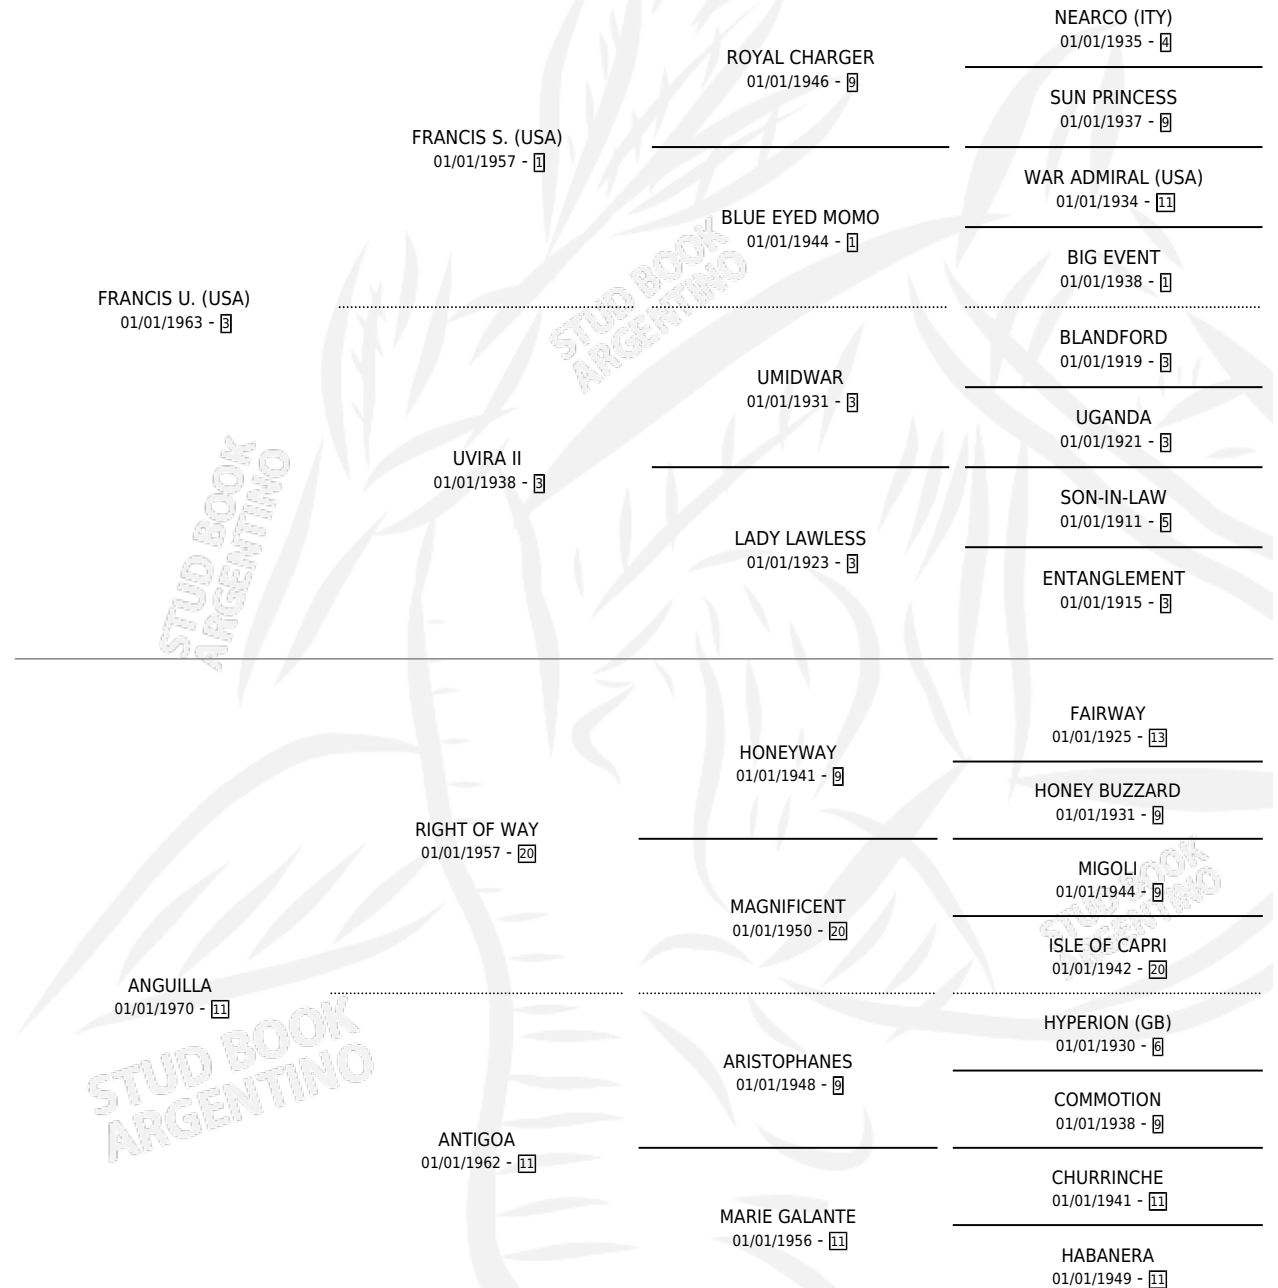 NEARCO (ITY)
01/01/1935 - 4
ROYAL CHARGER
01/01/1946 - 9
SUN PRINCESS
01/01/1937 - 9
FRANCIS S. (USA)
01/01/1957 - 1
WAR ADMIRAL (USA)
01/01/1934 - 11
BLUE EYED MOMO
01/01/1944 - 1
BIG EVENT
01/01/1938 - 1
FRANCIS U. (USA)
01/01/1963 - 3
STUD BOOK
ARGENTINO
BLANDFORD
01/01/1919 - 3
UMIDWAR
01/01/1931 - 3
UGANDA
01/01/1921 - 3
UVIRA II
01/01/1938 - 3
SON-IN-LAW
01/01/1911 - 5
LADY LAWLESS
01/01/1923 - 3
ENTANGLEMENT
01/01/1915 - 3
STUD BOOK
ARGENTINO
FAIRWAY
01/01/1925 - 13
HONEYWAY
01/01/1941 - 9
HONEY BUZZARD
01/01/1931 - 9
RIGHT OF WAY
01/01/1957 - 20
MIGOLI
01/01/1944 - 9
MAGNIFICENT
01/01/1950 - 20
STUD BOOK
ARGENTINO
ISLE OF CAPRI
01/01/1942 - 20
ANGUILLA
01/01/1970 - 11
HYPERION (GB)
01/01/1930 - 6
ARISTOPHANES
01/01/1948 - 9
STUD BOOK
ARGENTINO
COMMOTION
01/01/1938 - 9
ANTIGOA
01/01/1962 - 11
CHURRINCHE
01/01/1941 - 11
MARIE GALANTE
01/01/1956 - 11
HABANERA
01/01/1949 - 11